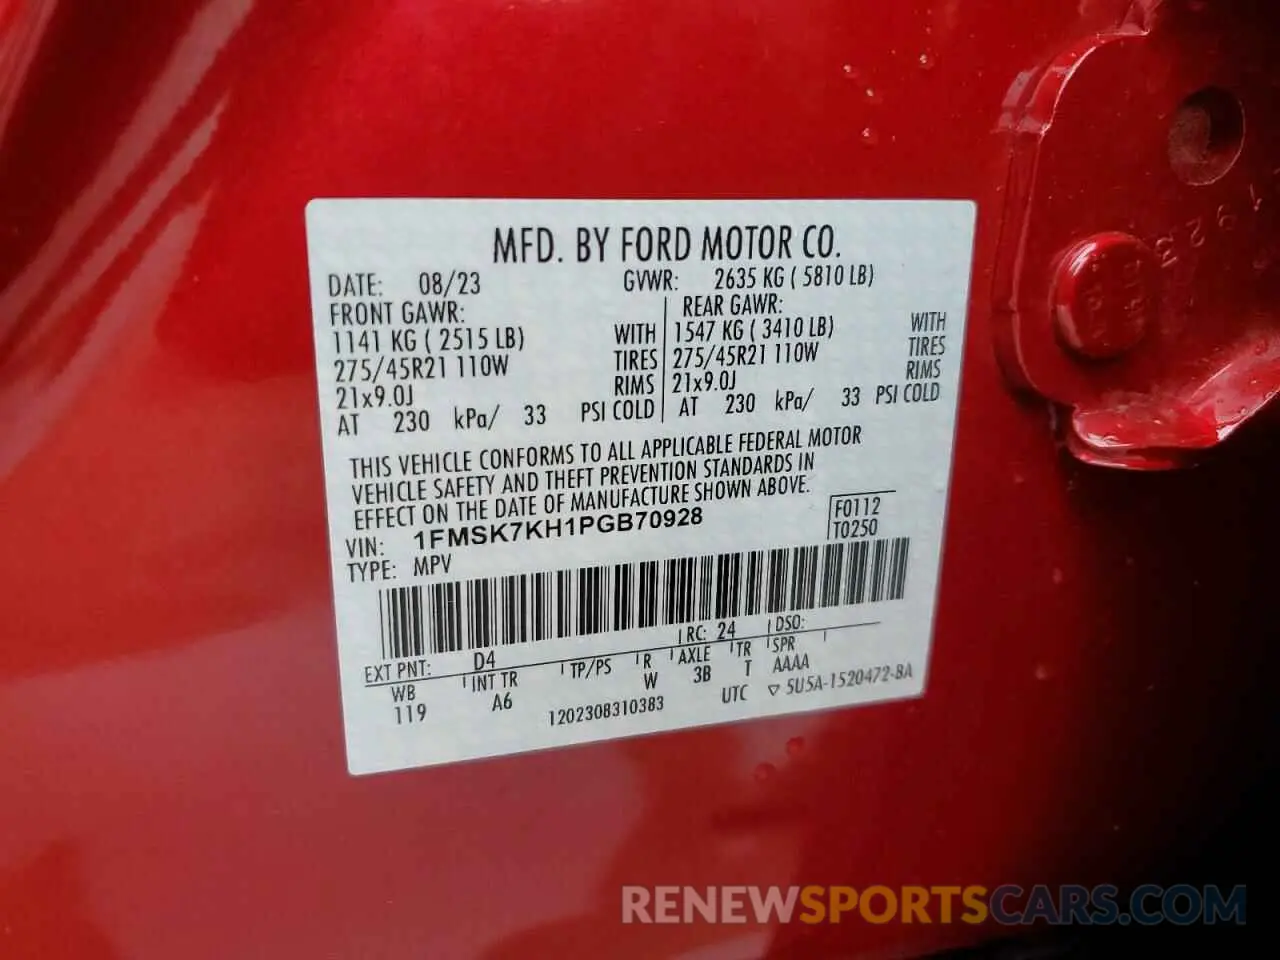 MFD. BY FORD MOTOR CO.
DATE: 08/23 GVWR: 2635 KG ( 5810 LB)
FRONT GAWR: REAR GAWR:
1141 KG ( 2515 LB) WITH 1547 KG ( 3410 LB) WITH
275/45R21 110W TIRES 275/45R21 110W TIRES
21x9.0J RIMS 21x9.0J RIMS
AT 230 kPa/ 33 PSI COLD AT 230 kPa/ 33 PSI COLD
THIS VEHICLE CONFORMS TO ALL APPLICABLE FEDERAL MOTOR
VEHICLE SAFETY AND THEFT PREVENTION STANDARDS IN
EFFECT ON THE DATE OF MANUFACTURE SHOWN ABOVE.
VIN: 1FMSK7KH1PGB70928 F0112
TYPE: MPV T0250
EXT PNT: D4 RC: 24 DSO:
WB INT TR TP/PS R AXLE TR SPR
119 A6 W 3B T AAAA
1202308310383 UTC ▽ 5U5A-1520472-BA
RENEWSPORTSCARS.COM